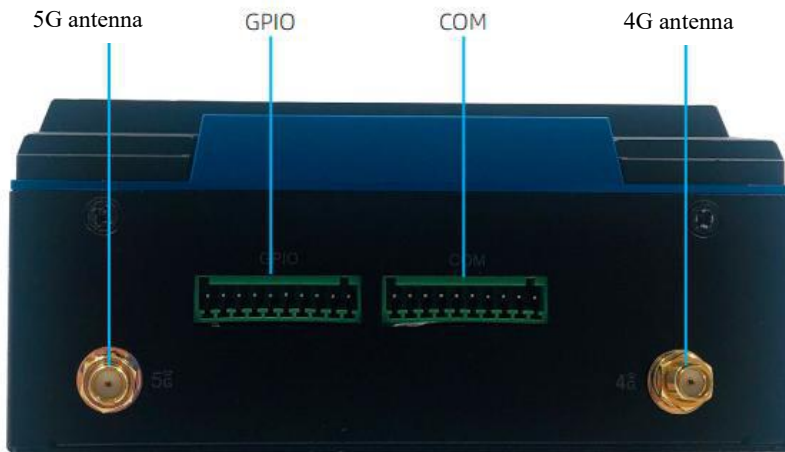 5G antenna
GPIO
COM
4G antenna
GPIO
COM
5G
4G